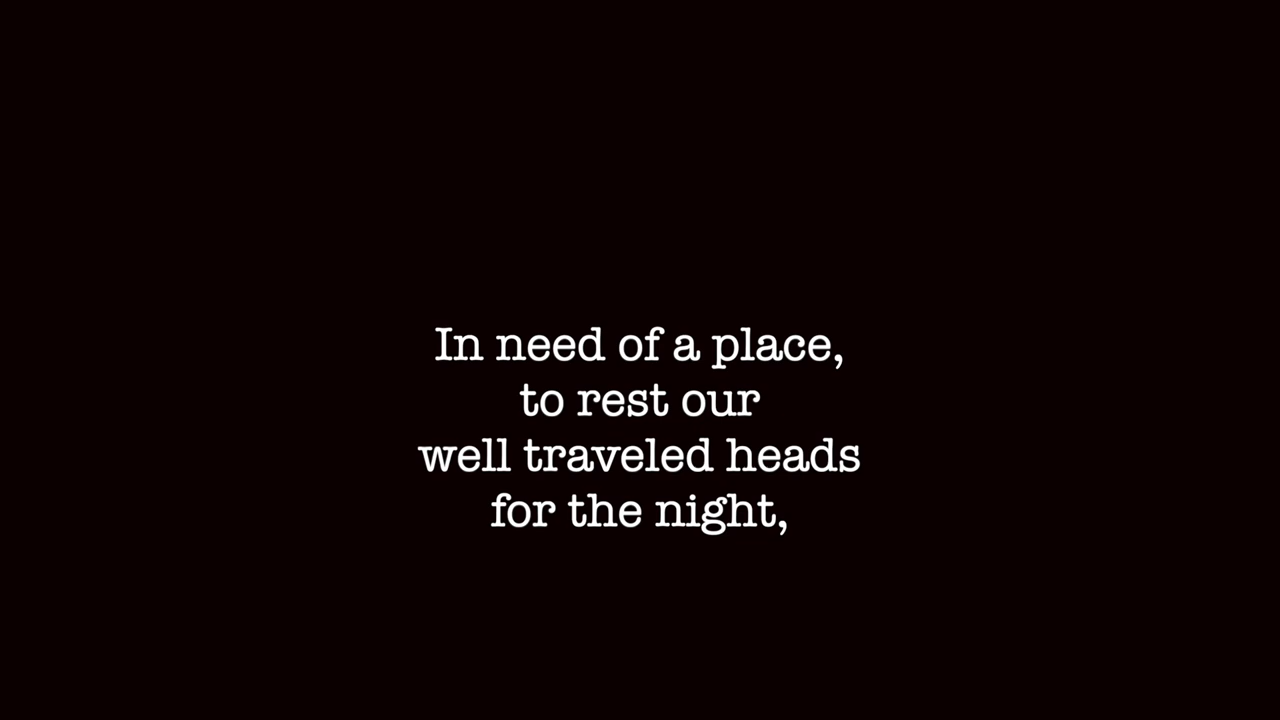 In need of a place,
to rest our
well traveled heads
for the night,